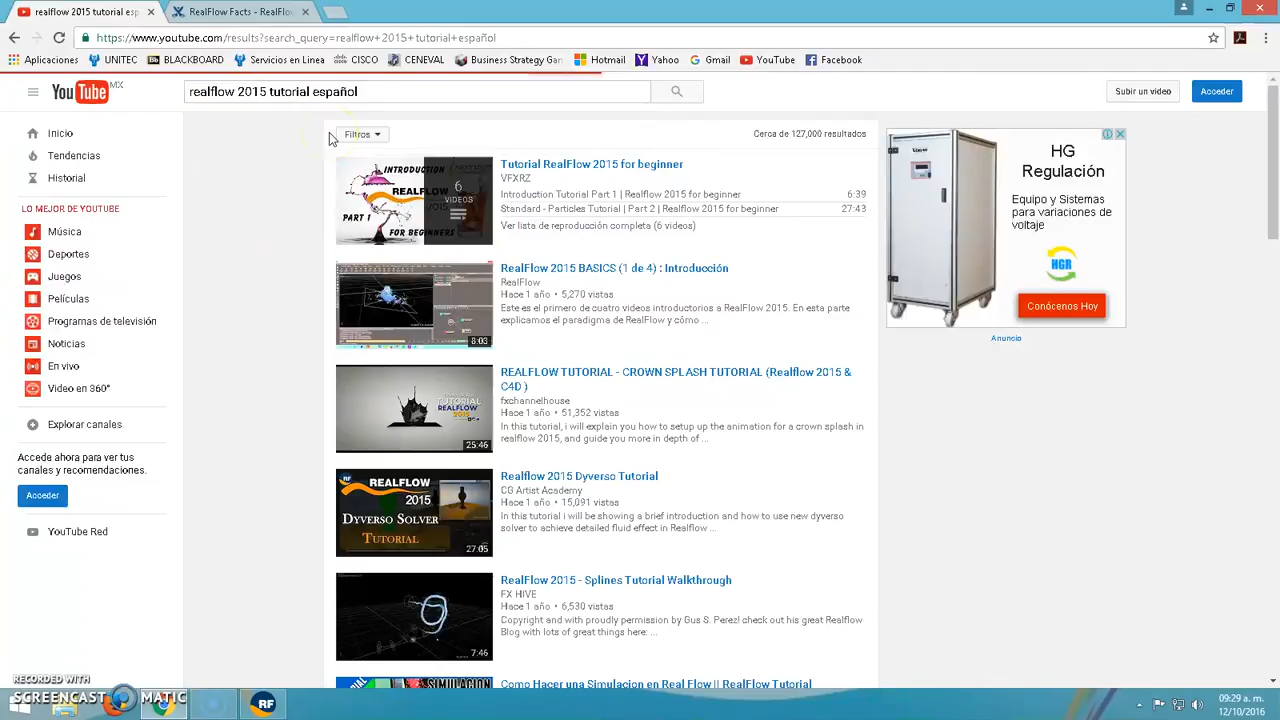 realflow 2015 tutorial esp
RealFlow Facts - RealFlow
https://www.youtube.com/results?search_query=realflow+2015+tutorial+español
Aplicaciones
UNITEC
BLACKBOARD
Servicios en Linea
CISCO
CENEVAL
Business Strategy Gam
Hotmail
Yahoo
Gmail
YouTube
Facebook
YouTube MX
realflow 2015 tutorial español
Subir un video
Acceder
Inicio
Tendencias
Historial
LO MEJOR DE YOUTUBE
Música
Deportes
Juegos
Películas
Programas de televisión
Noticias
En vivo
Video en 360°
Explorar canales
Accede ahora para ver tus
canales y recomendaciones.
Acceder
YouTube Red
Filtros
Cerca de 127,000 resultados
INTRODUCTION
REALFLOW
PART 1
FOR BEGINNERS
6
VIDEOS
Tutorial RealFlow 2015 for beginner
VFXRZ
Introduction Tutorial Part 1 | Realflow 2015 for beginner 6:39
Standard - Particles Tutorial | Part 2 | Realflow 2015 for beginner 27:43
Ver lista de reproducción completa (6 videos)
8:03
RealFlow 2015 BASICS (1 de 4) : Introducción
RealFlow
Hace 1 año • 5,270 vistas
Este es el primero de cuatro videos introductorios a RealFlow 2015. En esta parte
explicamos el paradigma de RealFlow y cómo ...
TUTORIAL
REALFLOW
2015
25:46
REALFLOW TUTORIAL - CROWN SPLASH TUTORIAL (Realflow 2015 &
C4D )
fxchannelhouse
Hace 1 año • 51,352 vistas
In this tutorial, i will explain you how to setup up the animation for a crown splash in
realflow 2015, and guide you more in depth of ...
RF
REALFLOW
2015
DYVERSO SOLVER
TUTORIAL
27:05
Realflow 2015 Dyverso Tutorial
CG Artist Academy
Hace 1 año • 15,091 vistas
In this tutorial i will be showing a brief introduction and how to use new dyverso
solver to achieve detailed fluid effect in Realflow ...
7:46
RealFlow 2015 - Splines Tutorial Walkthrough
FX HIVE
Hace 1 año • 6,530 vistas
Copyright and with proudly permission by Gus S. Perez! check out his great Realflow
Blog with lots of great things here: ...
SIMULACION
Como Hacer una Simulacion en Real Flow || RealFlow Tutorial
HG
Regulación
Equipo y Sistemas
para variaciones de
voltaje
HGR
Conócenos Hoy
Anuncio
RECORDED WITH
SCREENCAST MATIC
RF
09:29 a. m.
12/10/2016